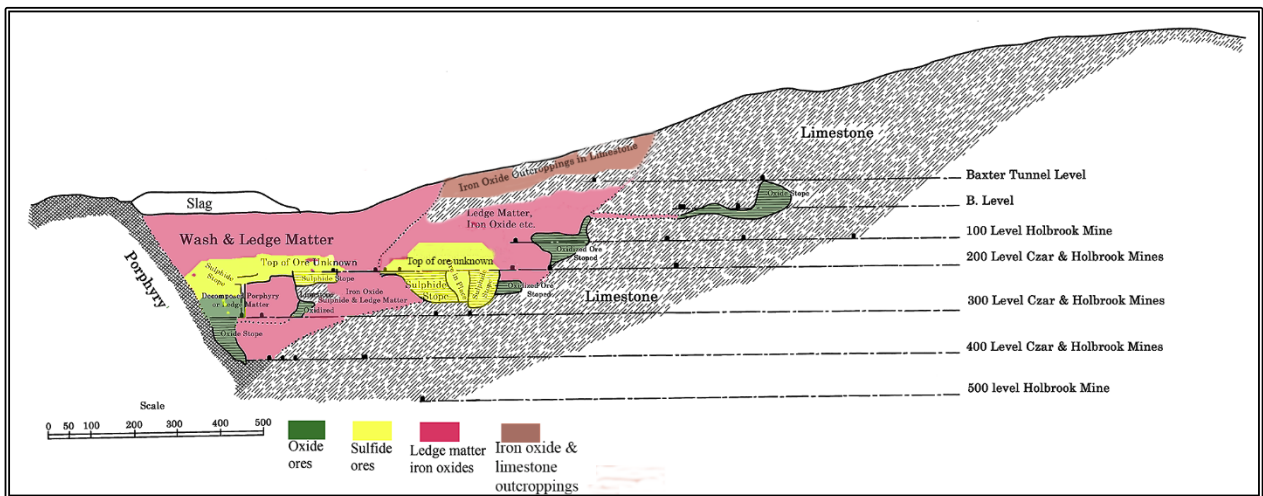 Limestone
Iron Oxide Outcroppings in Limestone
Baxter Tunnel Level
Oxide Stope
B. Level
Slag
Ledge Matter,
Iron Oxide etc.
100 Level Holbrook Mine
Wash & Ledge Matter
Oxidized Ore
Stoped
200 Level Czar & Holbrook Mines
Top of Ore Unknown
Top of ore unknown
Porphyry
Sulphide
Stope
Sulphide Stope
Ore in Place
Sulphide
Stope
Sulphide
Stope
Oxidized Ore
Stoped
Limestone
Decomposed Porphyry
or Ledge Matter
Iron Oxide
Sulphide & Ledge Matter
Oxidized
300 Level Czar & Holbrook Mines
Oxide Stope
400 Level Czar & Holbrook Mines
500 level Holbrook Mine
Scale
0 50 100 200 300 400 500
Oxide
ores
Sulfide
ores
Ledge matter
iron oxides
Iron oxide &
limestone
outcroppings